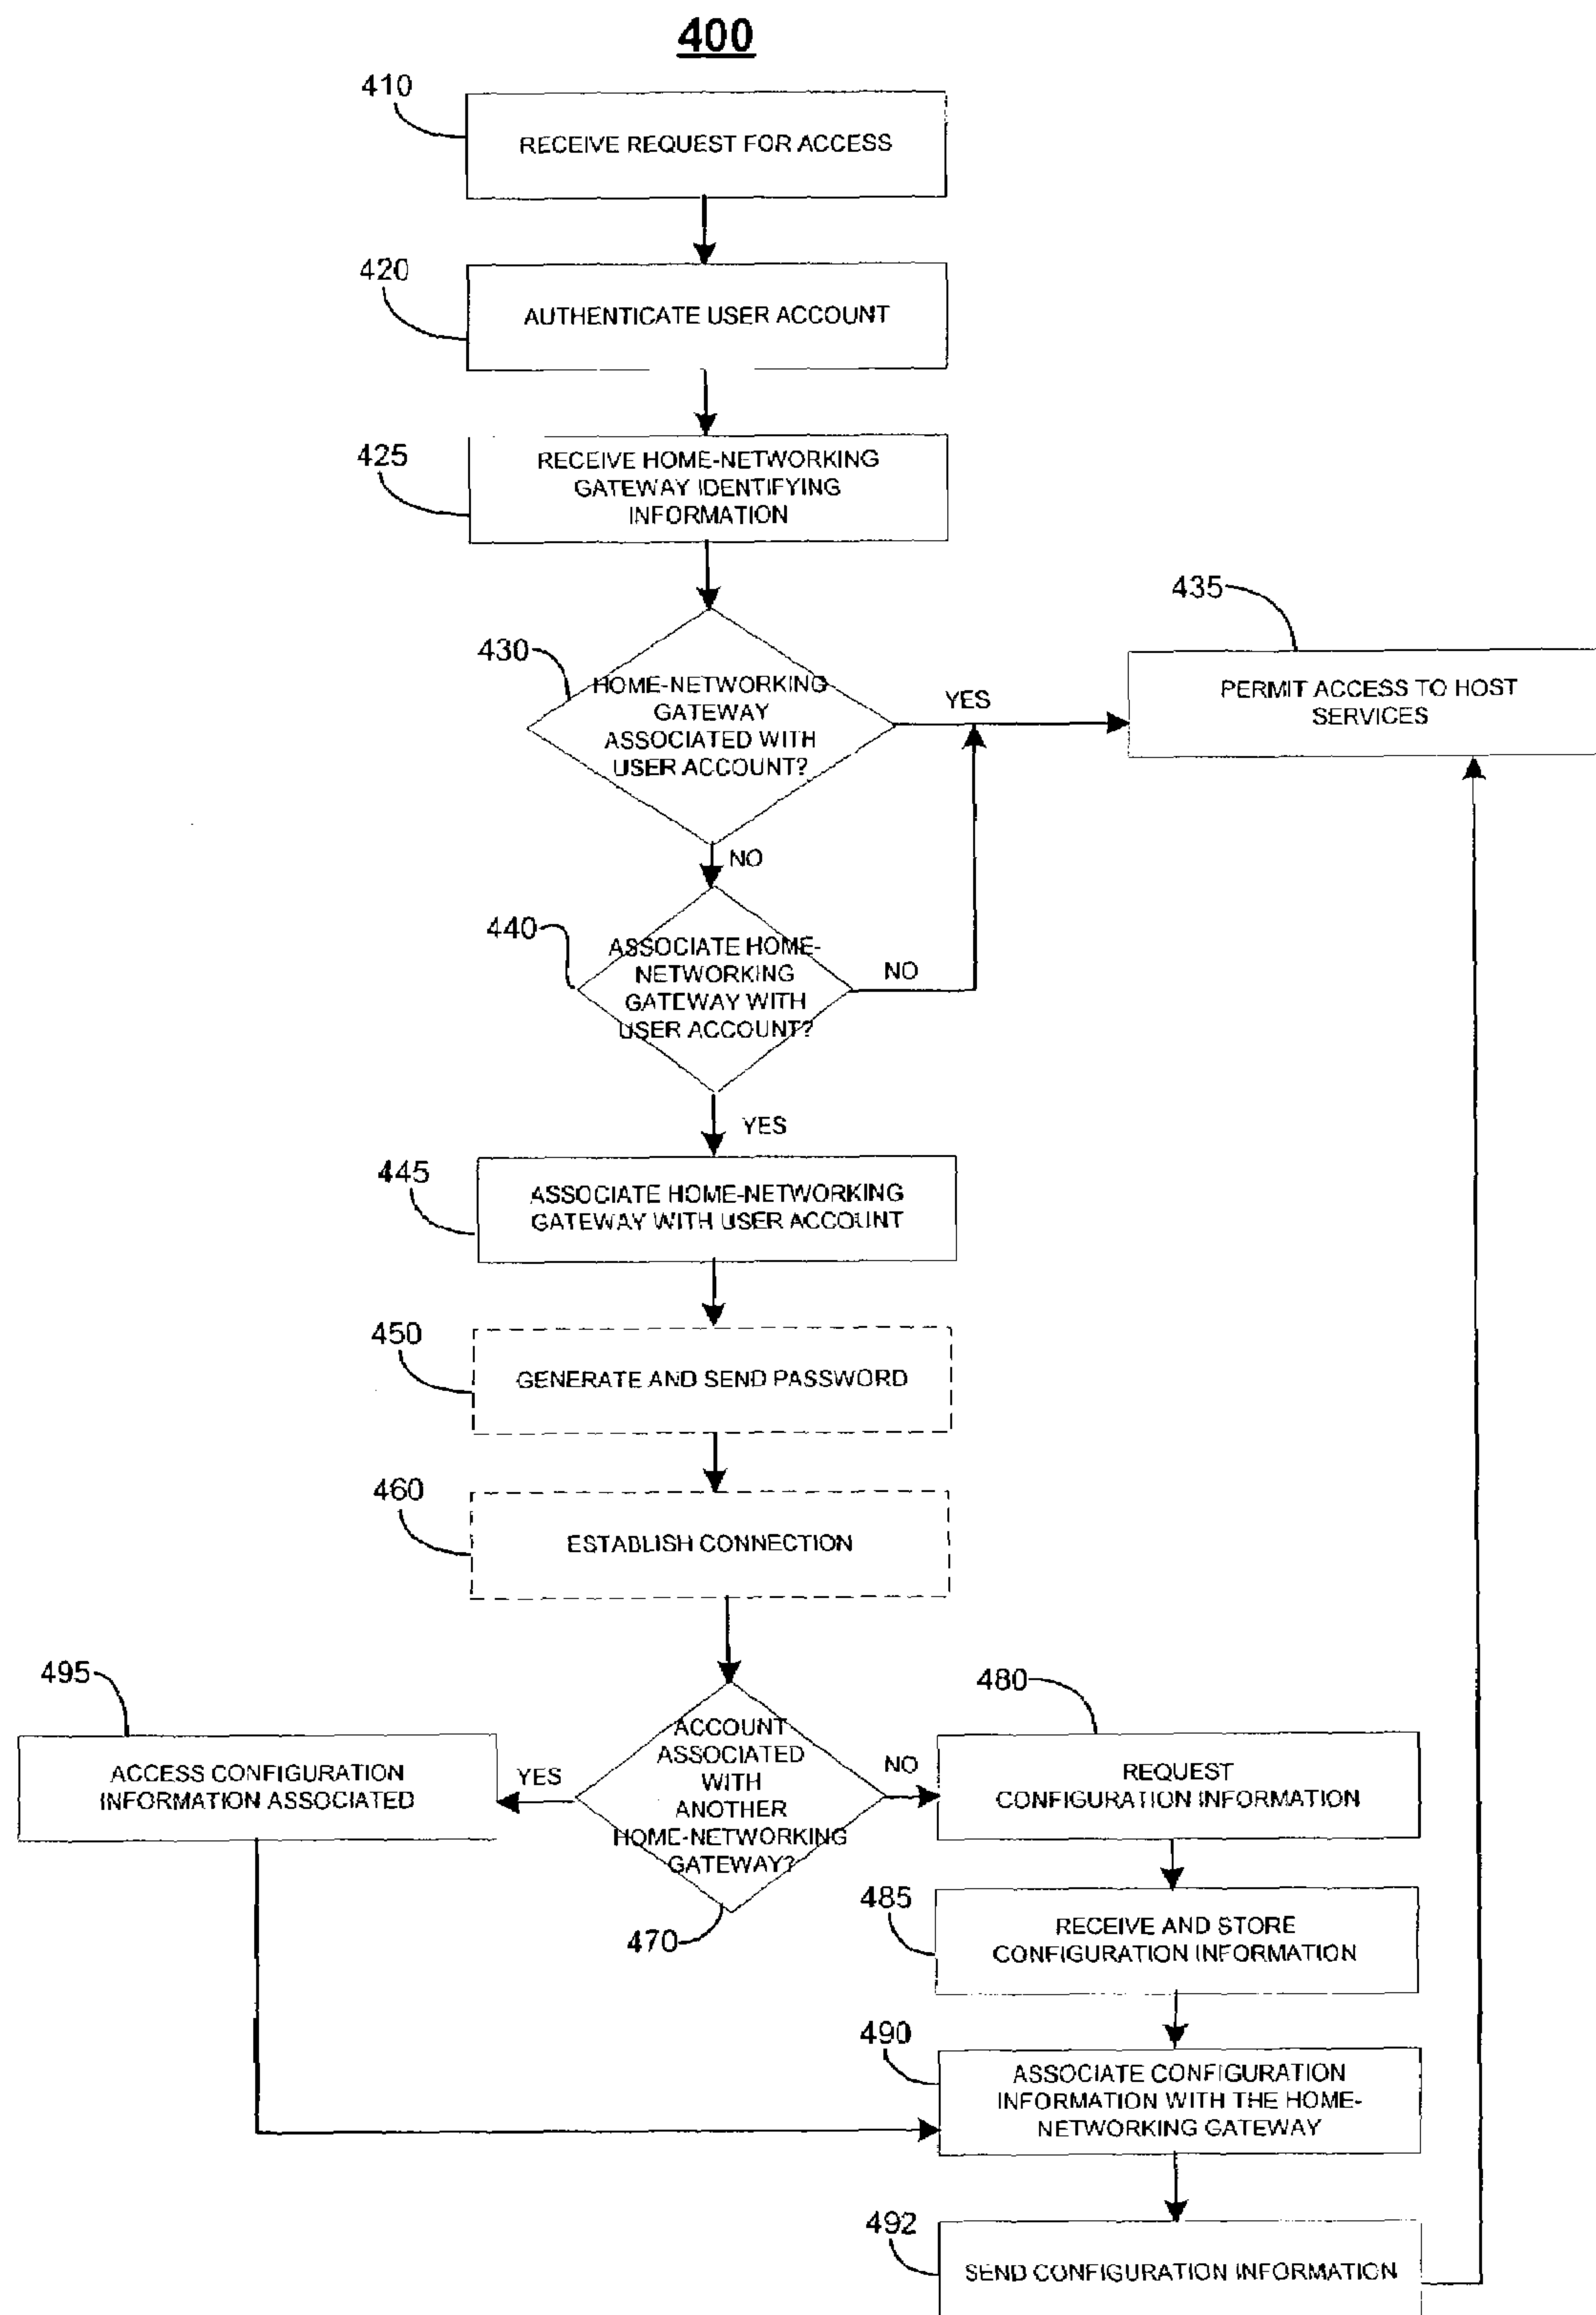 400
410
RECEIVE REQUEST FOR ACCESS
420
AUTHENTICATE USER ACCOUNT
425
RECEIVE HOME-NETWORKING
GATEWAY IDENTIFYING
INFORMATION
435
PERMIT ACCESS TO HOST
SERVICES
430
HOME-NETWORKING
GATEWAY
ASSOCIATED WITH
USER ACCOUNT?
YES
NO
440
ASSOCIATE HOME-
NETWORKING
GATEWAY WITH
USER ACCOUNT?
NO
YES
445
ASSOCIATE HOME-NETWORKING
GATEWAY WITH USER ACCOUNT
450
GENERATE AND SEND PASSWORD
460
ESTABLISH CONNECTION
495
ACCESS CONFIGURATION
INFORMATION ASSOCIATED
YES
ACCOUNT
ASSOCIATED
WITH
ANOTHER
HOME-NETWORKING
GATEWAY?
470
NO
480
REQUEST
CONFIGURATION INFORMATION
485
RECEIVE AND STORE
CONFIGURATION INFORMATION
490
ASSOCIATE CONFIGURATION
INFORMATION WITH THE HOME-
NETWORKING GATEWAY
492
SEND CONFIGURATION INFORMATION